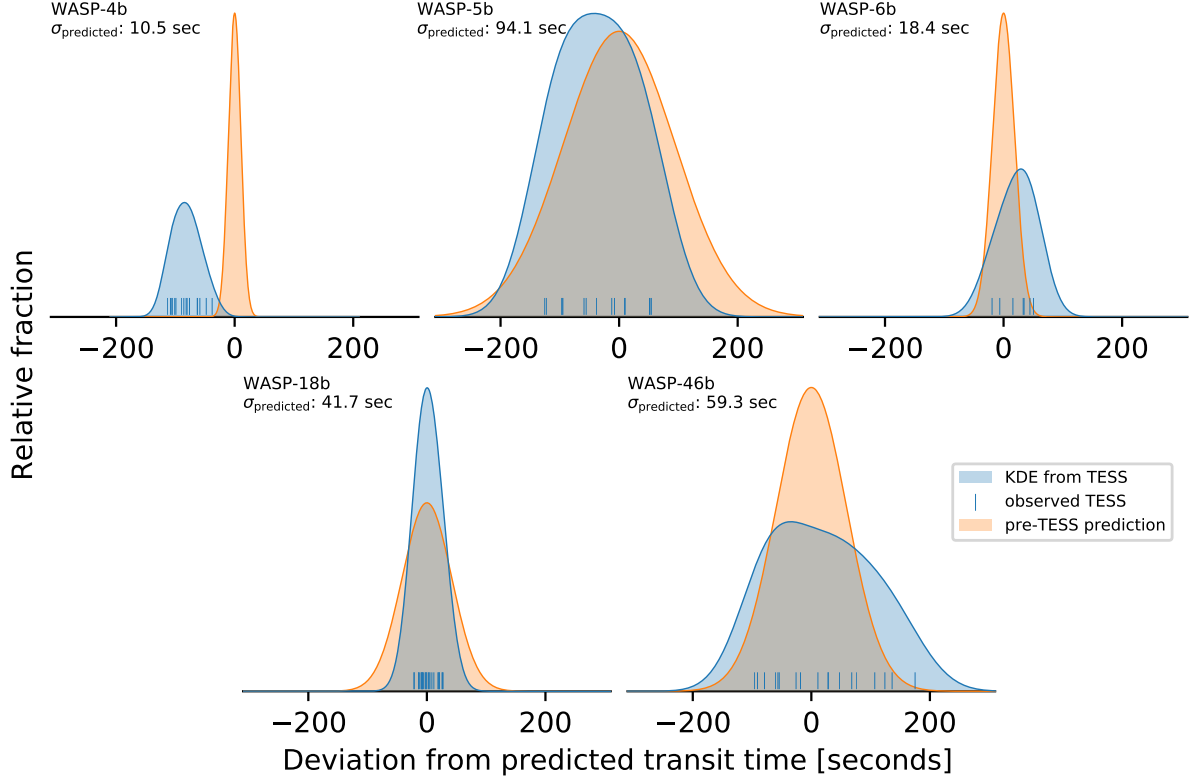 WASP-4b
σpredicted: 10.5 sec
WASP-5b
σpredicted: 94.1 sec
WASP-6b
σpredicted: 18.4 sec
−200 0 200
−200 0 200
−200 0 200
WASP-18b
σpredicted: 41.7 sec
WASP-46b
σpredicted: 59.3 sec
−200 0 200
−200 0 200
KDE from TESS
observed TESS
pre-TESS prediction
Relative fraction
Deviation from predicted transit time [seconds]